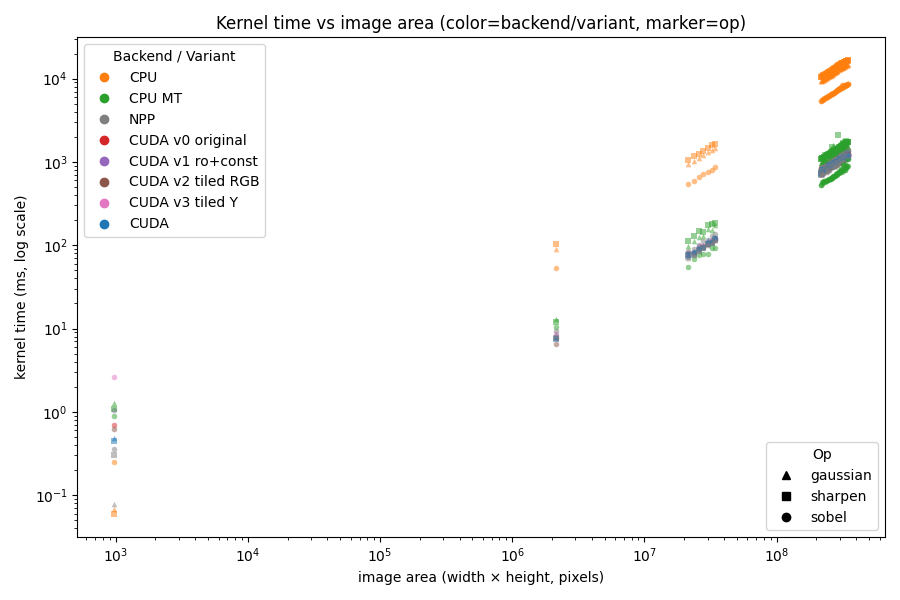 Kernel time vs image area (color=backend/variant, marker=op)
Backend / Variant
CPU
CPU MT
NPP
CUDA v0 original
CUDA v1 ro+const
CUDA v2 tiled RGB
CUDA v3 tiled Y
CUDA
10^4
10^3
10^2
10^1
10^0
10^-1
kernel time (ms, log scale)
Op
gaussian
sharpen
sobel
10^3
10^4
10^5
10^6
10^7
10^8
image area (width × height, pixels)